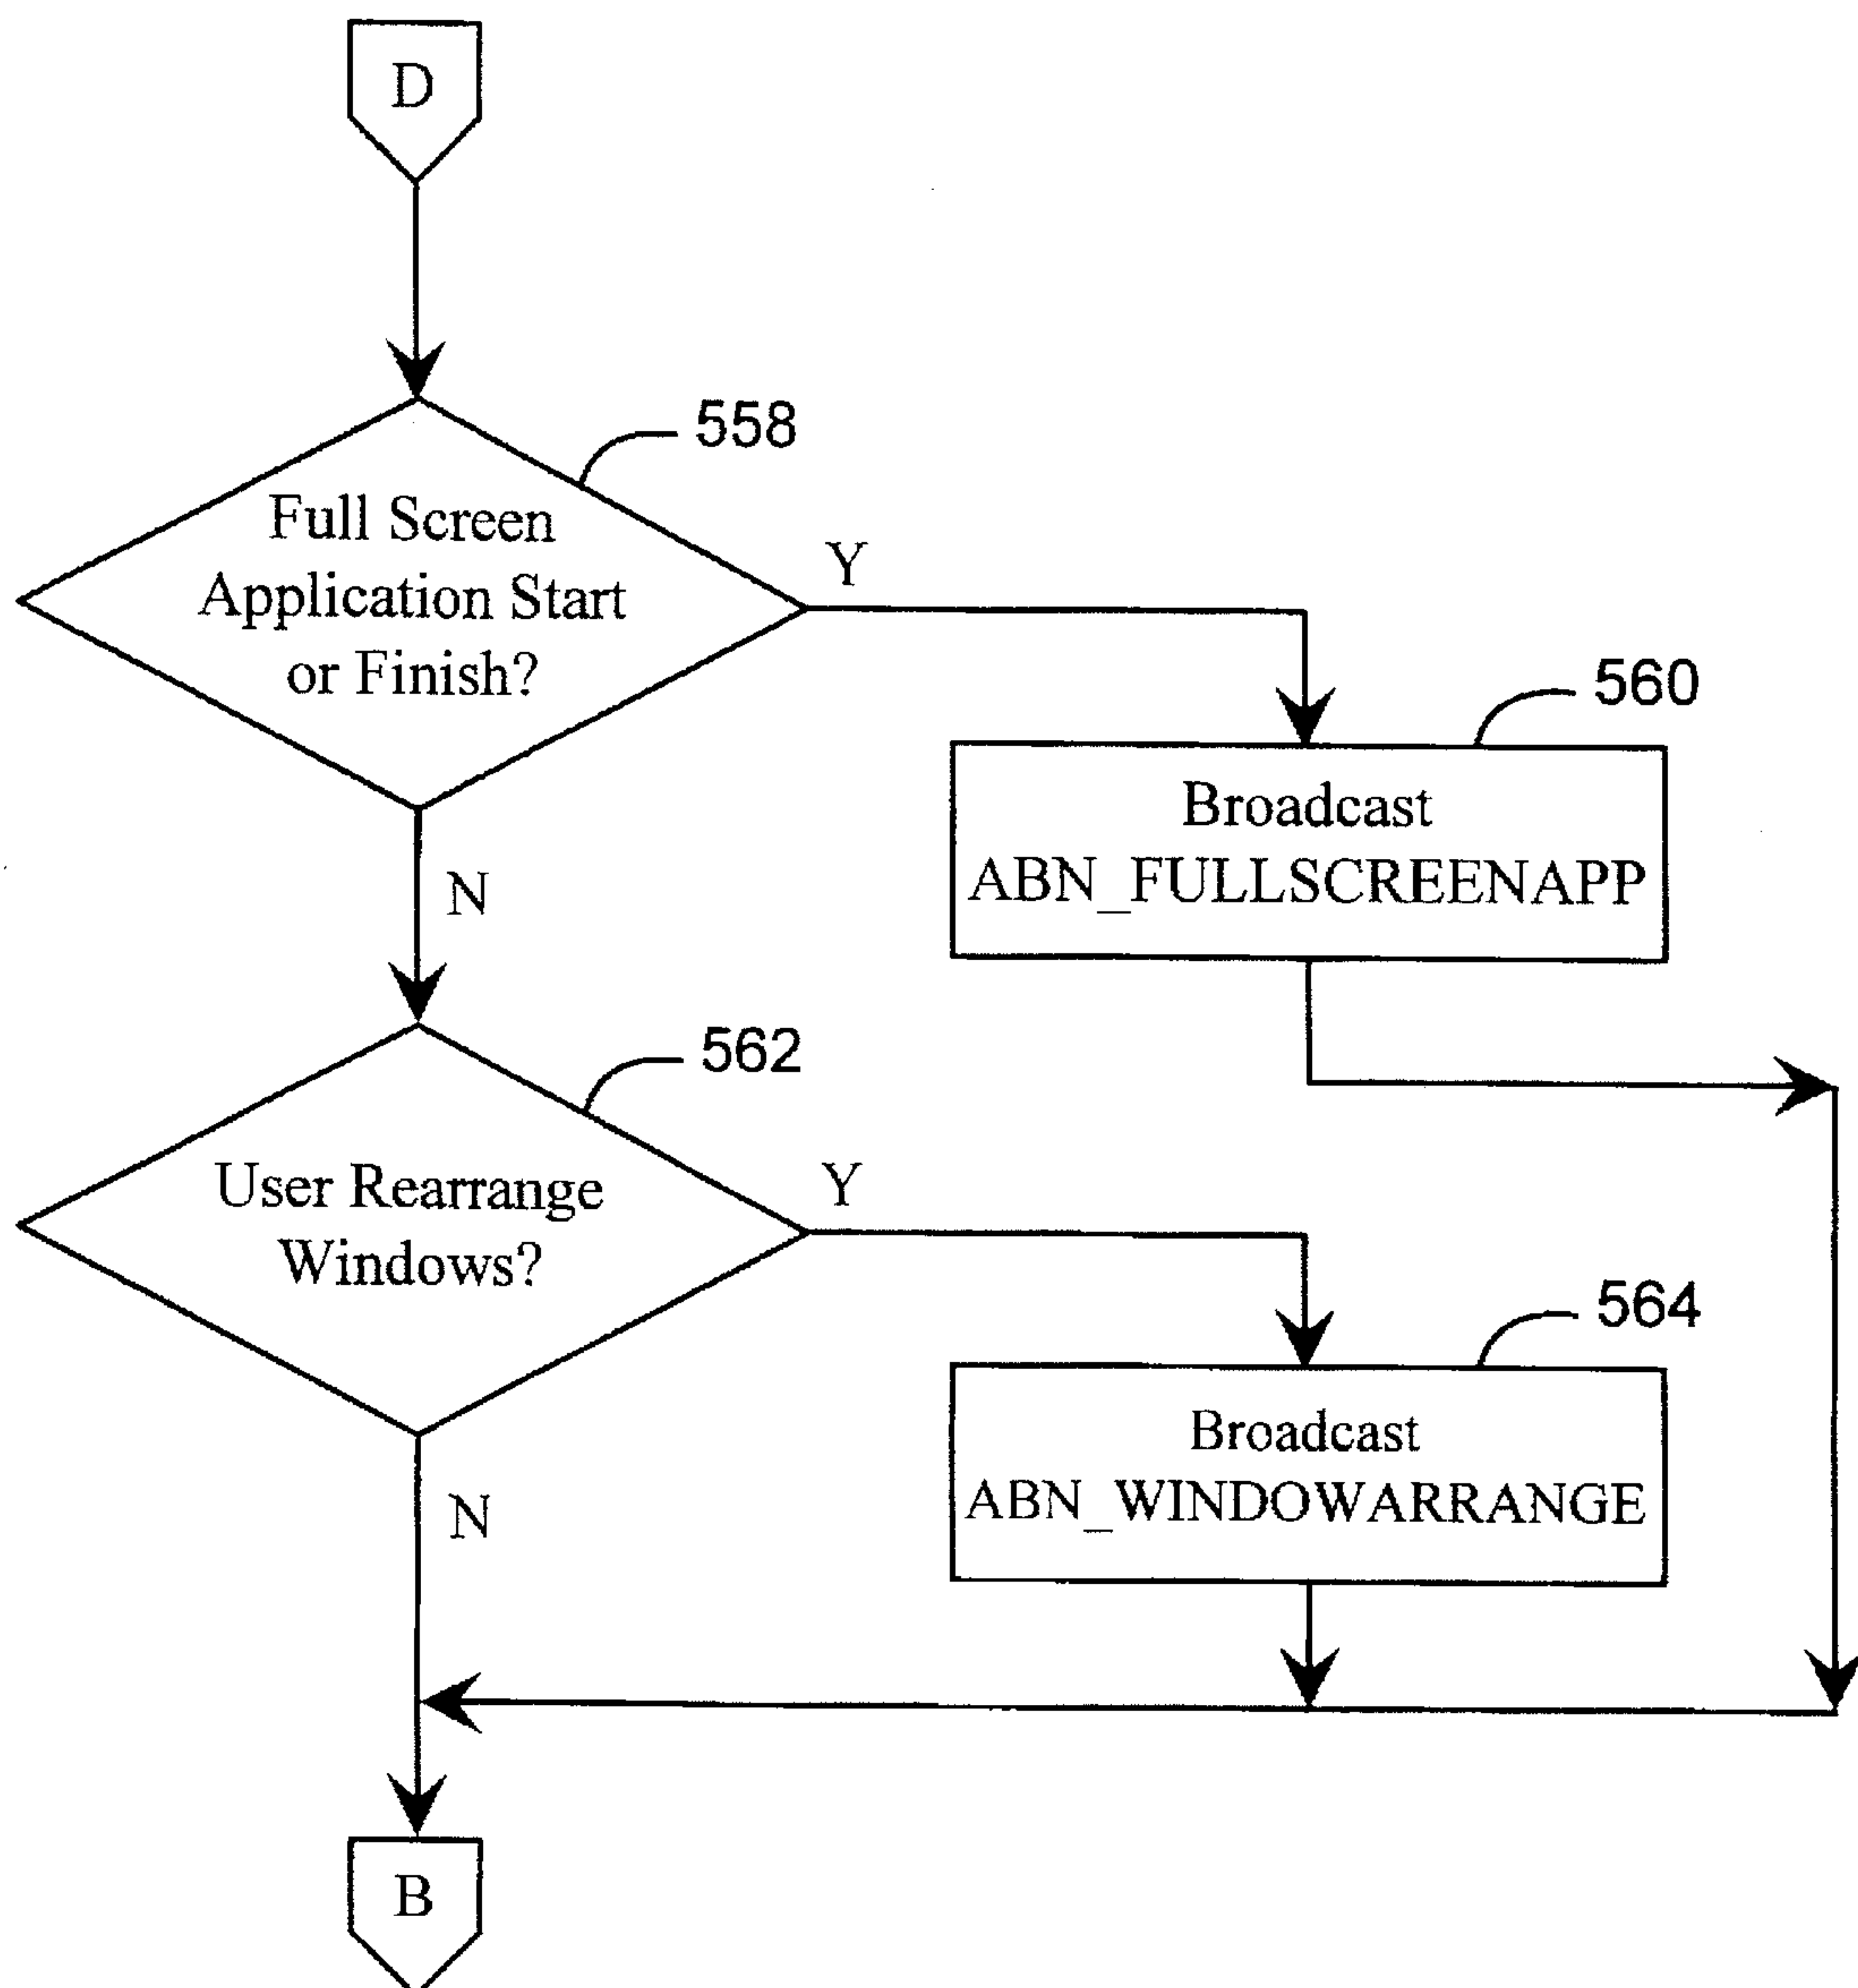 D
558
Full Screen
Application Start
or Finish?
Y
560
Broadcast
ABN_FULLSCREENAPP
N
562
User Rearrange
Windows?
Y
564
Broadcast
ABN_WINDOWARRANGE
N
B